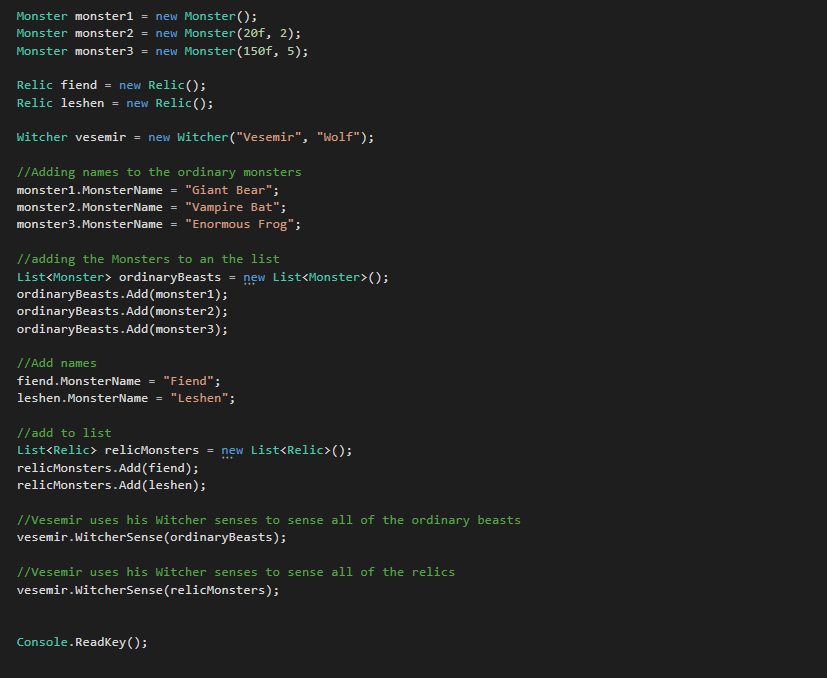 Monster monster1 = new Monster();
Monster monster2 = new Monster(20f, 2);
Monster monster3 = new Monster(150f, 5);
Relic fiend = new Relic();
Relic leshen = new Relic();
Witcher vesemir = new Witcher("Vesemir", "Wolf");
//Adding names to the ordinary monsters
monster1.MonsterName = "Giant Bear";
monster2.MonsterName = "Vampire Bat";
monster3.MonsterName = "Enormous Frog";
//adding the Monsters to an the list
List<Monster> ordinaryBeasts = new List<Monster>();
ordinaryBeasts.Add(monster1);
ordinaryBeasts.Add(monster2);
ordinaryBeasts.Add(monster3);
//Add names
fiend.MonsterName = "Fiend";
leshen.MonsterName = "Leshen";
//add to list
List<Relic> relicMonsters = new List<Relic>();
relicMonsters.Add(fiend);
relicMonsters.Add(leshen);
//Vesemir uses his Witcher senses to sense all of the ordinary beasts
vesemir.WitcherSense(ordinaryBeasts);
//Vesemir uses his Witcher senses to sense all of the relics
vesemir.WitcherSense(relicMonsters);
Console.ReadKey();